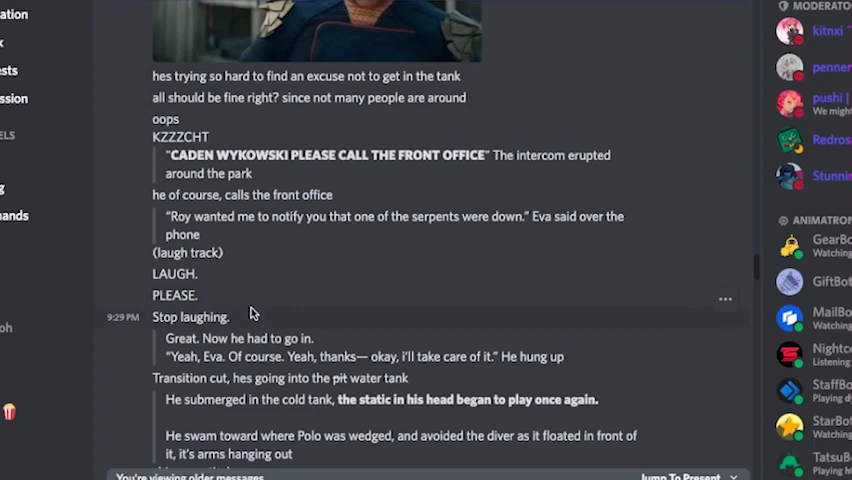 ation
x
ests
ssion
ELS
g
nands
oh
hes trying so hard to find an excuse not to get in the tank
all should be fine right? since not many people are around
oops
KZZZCHT
"CADEN WYKOWSKI PLEASE CALL THE FRONT OFFICE" The intercom erupted
around the park
he of course, calls the front office
“Roy wanted me to notify you that one of the serpents were down.” Eva said over the
phone
(laugh track)
LAUGH.
PLEASE.
9:29 PM Stop laughing.
Great. Now he had to go in.
“Yeah, Eva. Of course. Yeah, thanks— okay, i’ll take care of it.” He hung up
Transition cut, hes going into the pit water tank
He submerged in the cold tank, the static in his head began to play once again.
He swam toward where Polo was wedged, and avoided the diver as it floated in front of
it, it’s arms hanging out
You're viewing older messages
Jump To Present
MODERATO
kitnxi
penner
pushi |
We might
Redros
Stunnin
ANIMATRON
GearBo
Watching
GiftBot
MailBo
Watching
Nightco
Listening
StaffBo
Playing dy
StarBot
Watching
TatsuB
Playing h